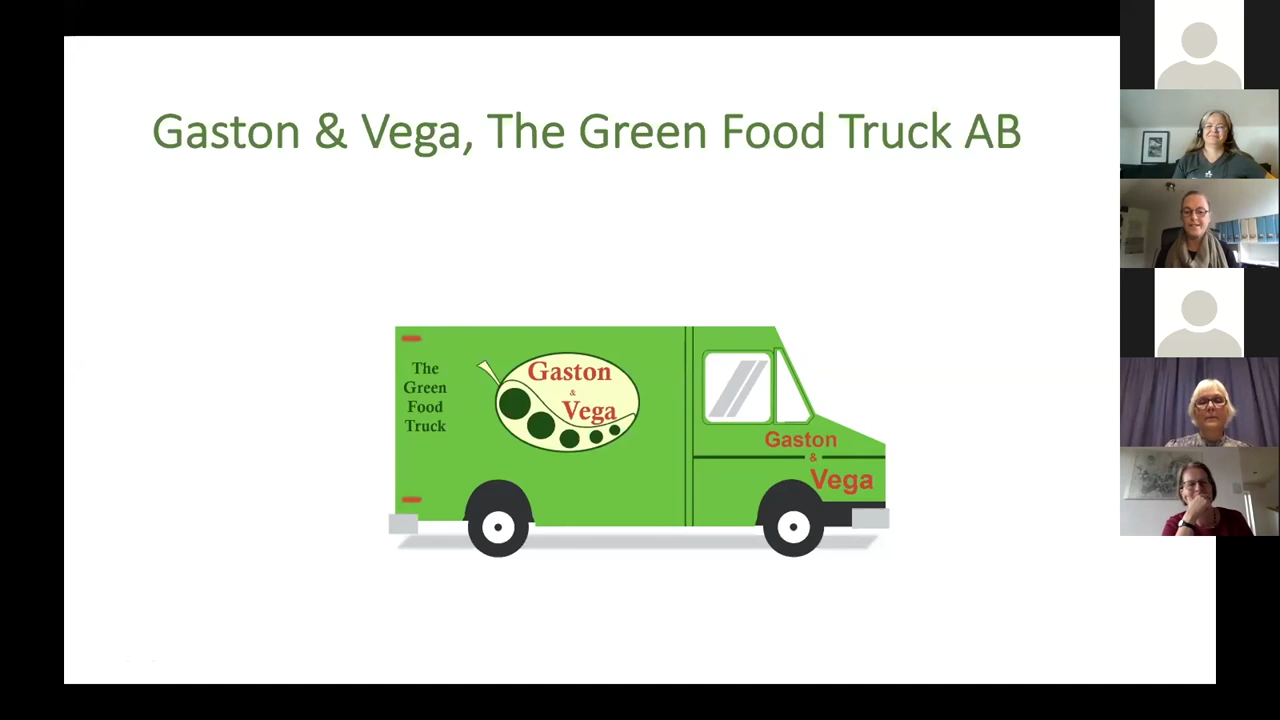 Gaston & Vega, The Green Food Truck AB
The
Green
Food
Truck
Gaston
&
Vega
Gaston
&
Vega